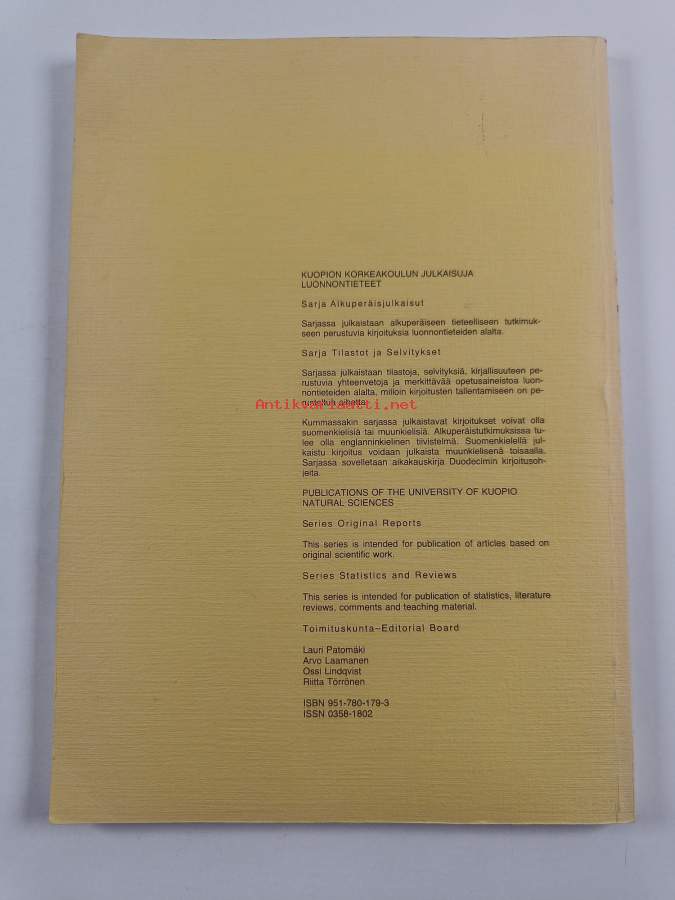 KUOPION KORKEAKOULUN JULKAISUJA
LUONNONTIETEET
Sarja Alkuperäisjulkaisut
Sarjassa julkaistaan alkuperäiseen tieteelliseen tutkimuk-
seen perustuvia kirjoituksia luonnontieteiden alalta.
Sarja Tilastot ja Selvitykset
Sarjassa julkaistaan tilastoja, selvityksiä, kirjallisuuteen pe-
rustuvia yhteenvetoja ja merkittävää opetusaineistoa luon-
nontieteiden alalta, milloin kirjoitusten tallentamiseen on pe-
rusteltua aihetta.
Antikvariaatti.net
Kummassakin sarjassa julkaistavat kirjoitukset voivat olla
suomenkielisiä tai muunkielisiä. Alkuperäistutkimuksissa tu-
lee olla englanninkielinen tiivistelmä. Suomenkielellä jul-
kaistu kirjoitus voidaan julkaista muunkielisenä toisaalla.
Sarjassa sovelletaan aikakauskirja Duodecimin kirjoitusoh-
jeita.
PUBLICATIONS OF THE UNIVERSITY OF KUOPIO
NATURAL SCIENCES
Series Original Reports
This series is intended for publication of articles based on
original scientific work.
Series Statistics and Reviews
This series is intended for publication of statistics, literature
reviews, comments and teaching material.
Toimituskunta–Editorial Board
Lauri Patomäki
Arvo Laamanen
Ossi Lindqvist
Riitta Törrönen
ISBN 951-780-179-3
ISSN 0358-1802